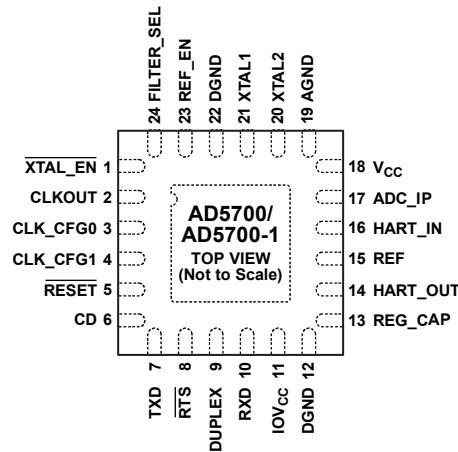 24 FILTER_SEL
23 REF_EN
22 DGND
21 XTAL1
20 XTAL2
19 AGND
XTAL_EN 1
CLKOUT 2
CLK_CFG0 3
CLK_CFG1 4
RESET 5
CD 6
AD5700/
AD5700-1
TOP VIEW
(Not to Scale)
18 VCC
17 ADC_IP
16 HART_IN
15 REF
14 HART_OUT
13 REG_CAP
TXD 7
RTS 8
DUPLEX 9
RXD 10
IOVCC 11
DGND 12